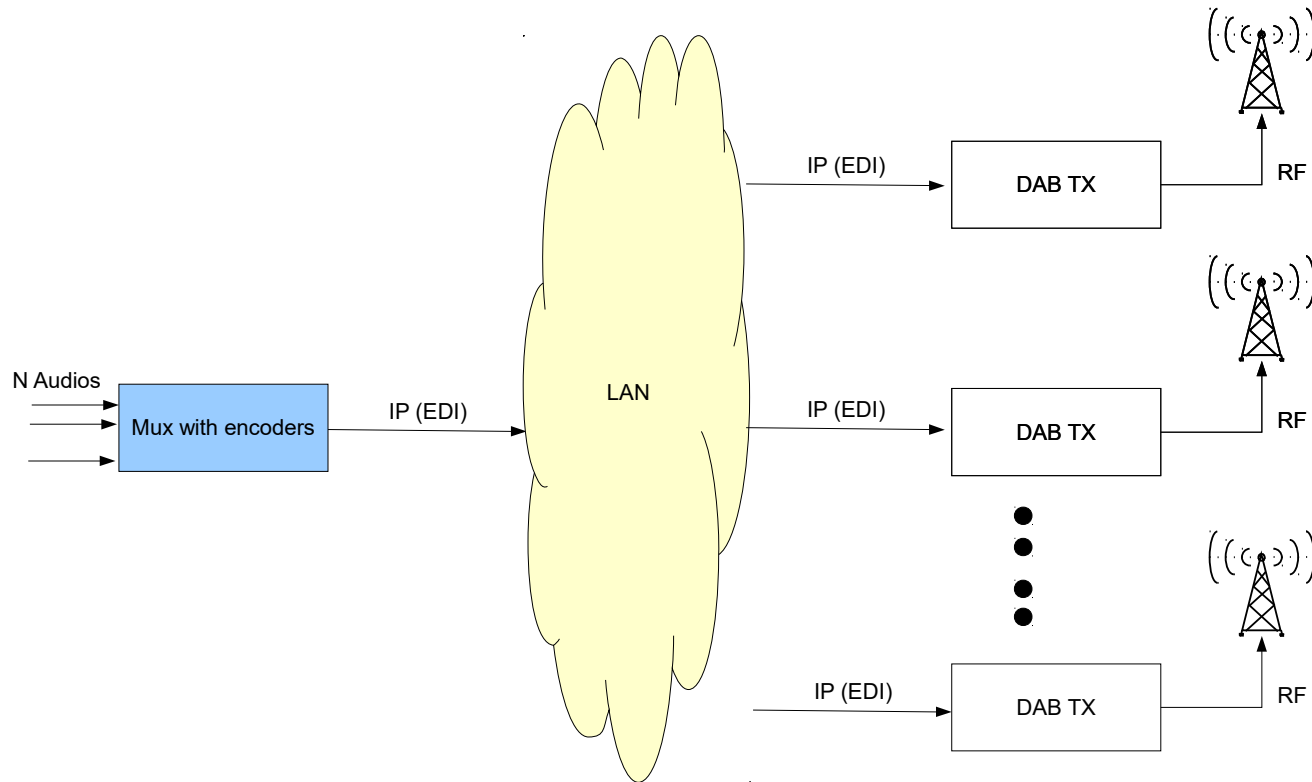 IP (EDI)
DAB TX
RF
N Audios
Mux with encoders
IP (EDI)
LAN
IP (EDI)
DAB TX
RF
IP (EDI)
DAB TX
RF